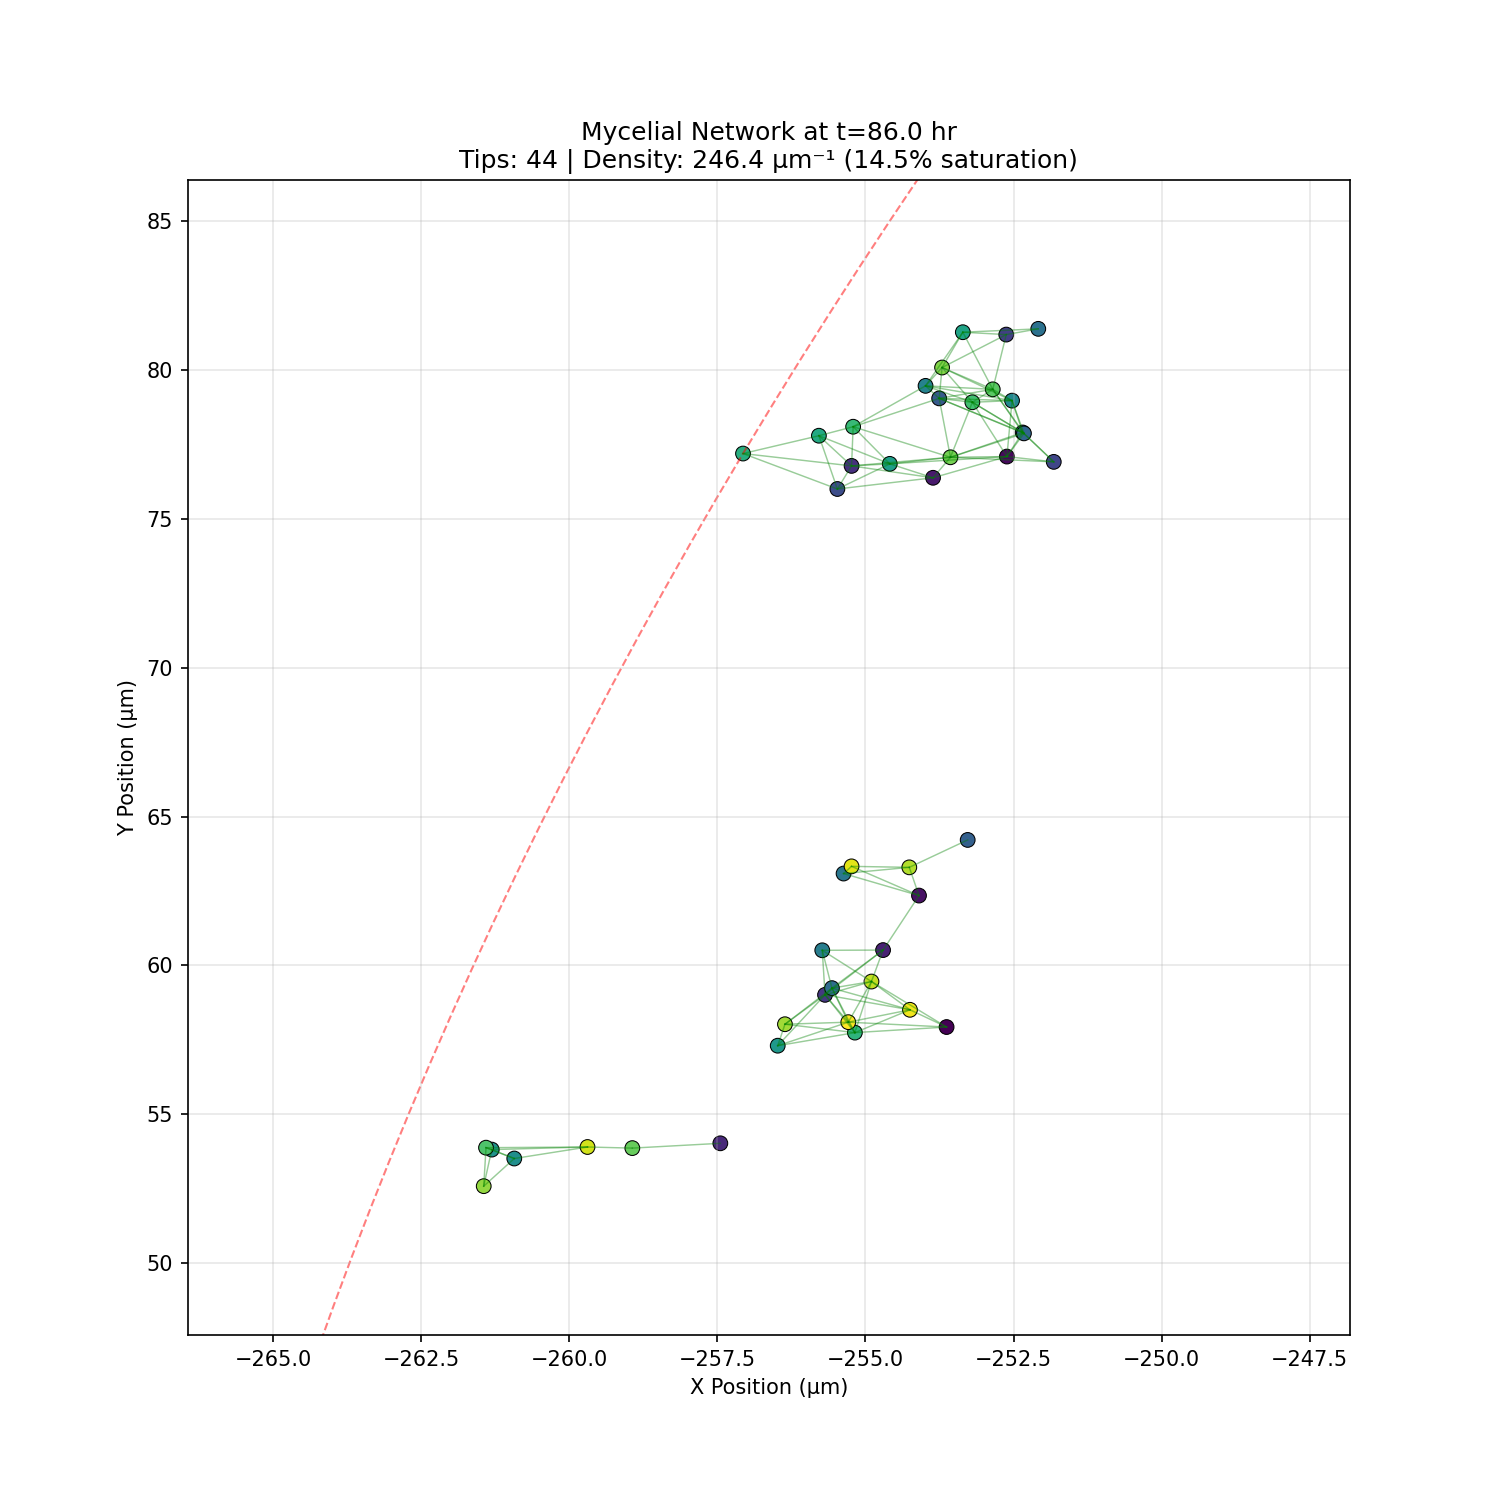 Mycelial Network at t=86.0 hr
Tips: 44 | Density: 246.4 μm⁻¹ (14.5% saturation)
85
80
75
70
65
60
55
50
Y Position (μm)
−265.0 −262.5 −260.0 −257.5 −255.0 −252.5 −250.0 −247.5
X Position (μm)